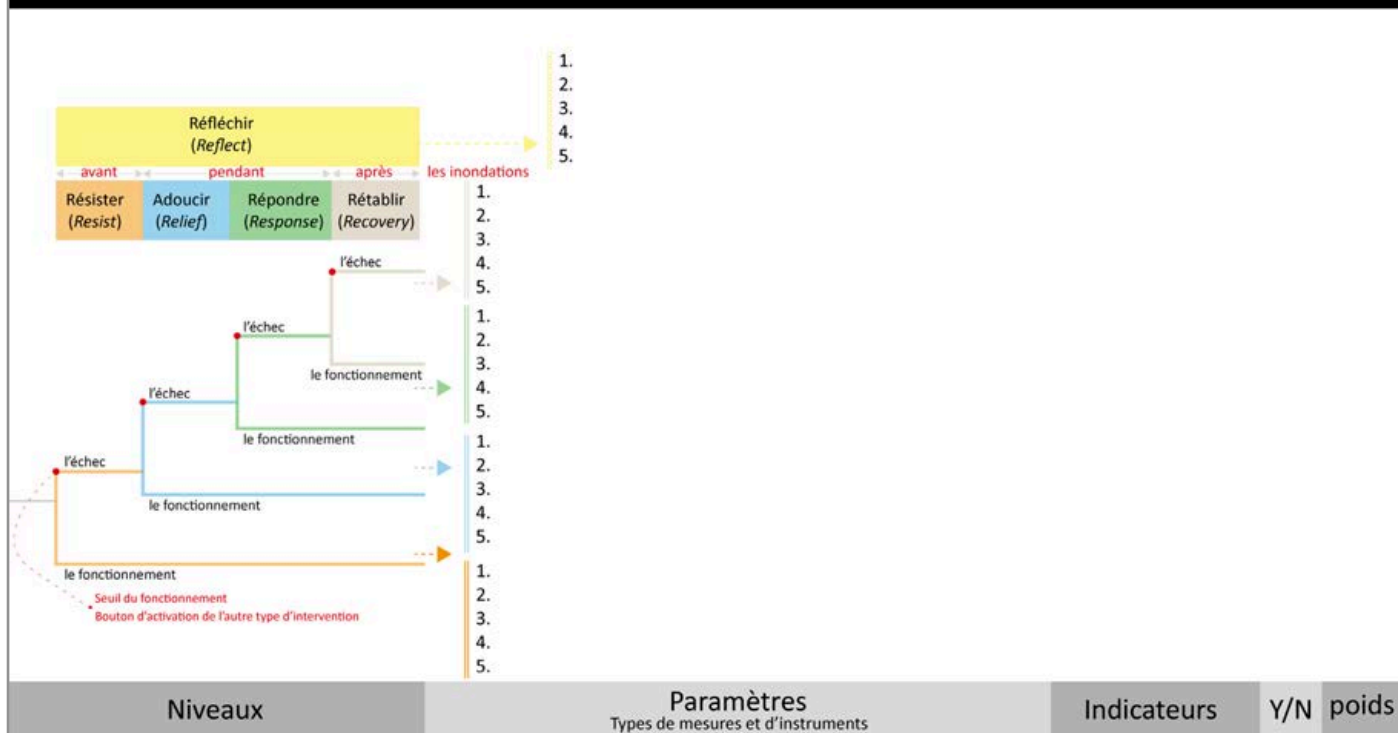 1.
2.
3.
4.
5.
Réfléchir
(Reflect)
avant pendant après les inondations
Résister
(Resist)
Adoucir
(Relief)
Répondre
(Response)
Rétablir
(Recovery)
1.
2.
3.
4.
5.
l'échec
l'échec
le fonctionnement
1.
2.
3.
4.
5.
l'échec
le fonctionnement
1.
2.
3.
4.
5.
l'échec
le fonctionnement
le fonctionnement
Seuil du fonctionnement
Bouton d'activation de l'autre type d'intervention
1.
2.
3.
4.
5.
Niveaux
Paramètres
Types de mesures et d'instruments
Indicateurs
Y/N
poids